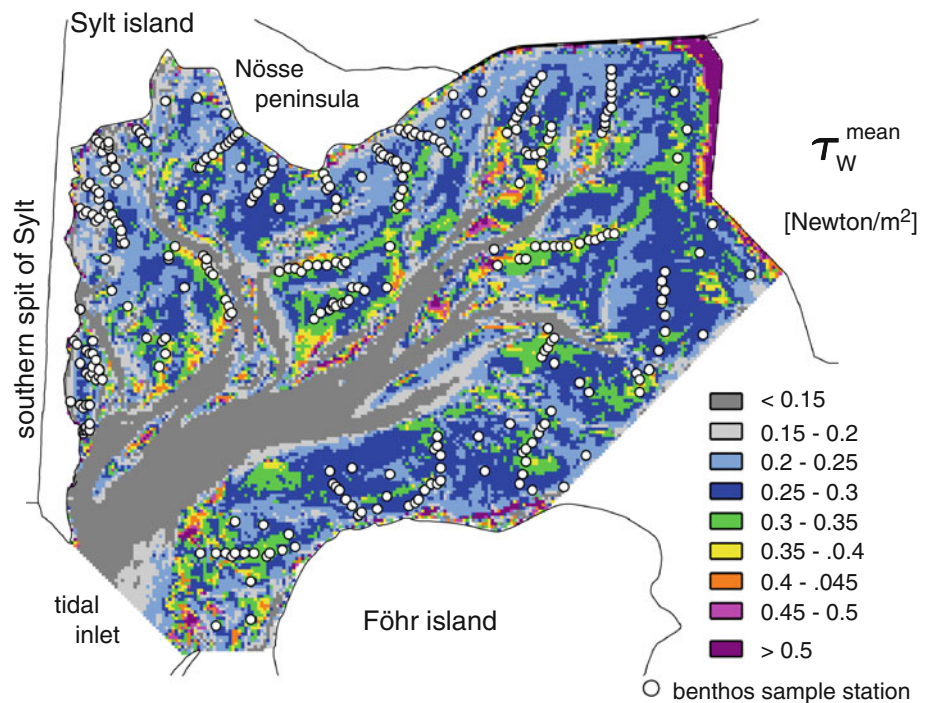 Sylt island
Nösse
peninsula
southern spit of Sylt
τ W mean
[Newton/m²]
< 0.15
0.15 - 0.2
0.2 - 0.25
0.25 - 0.3
0.3 - 0.35
0.35 - .0.4
0.4 - .045
0.45 - 0.5
> 0.5
tidal
inlet
Föhr island
benthos sample station